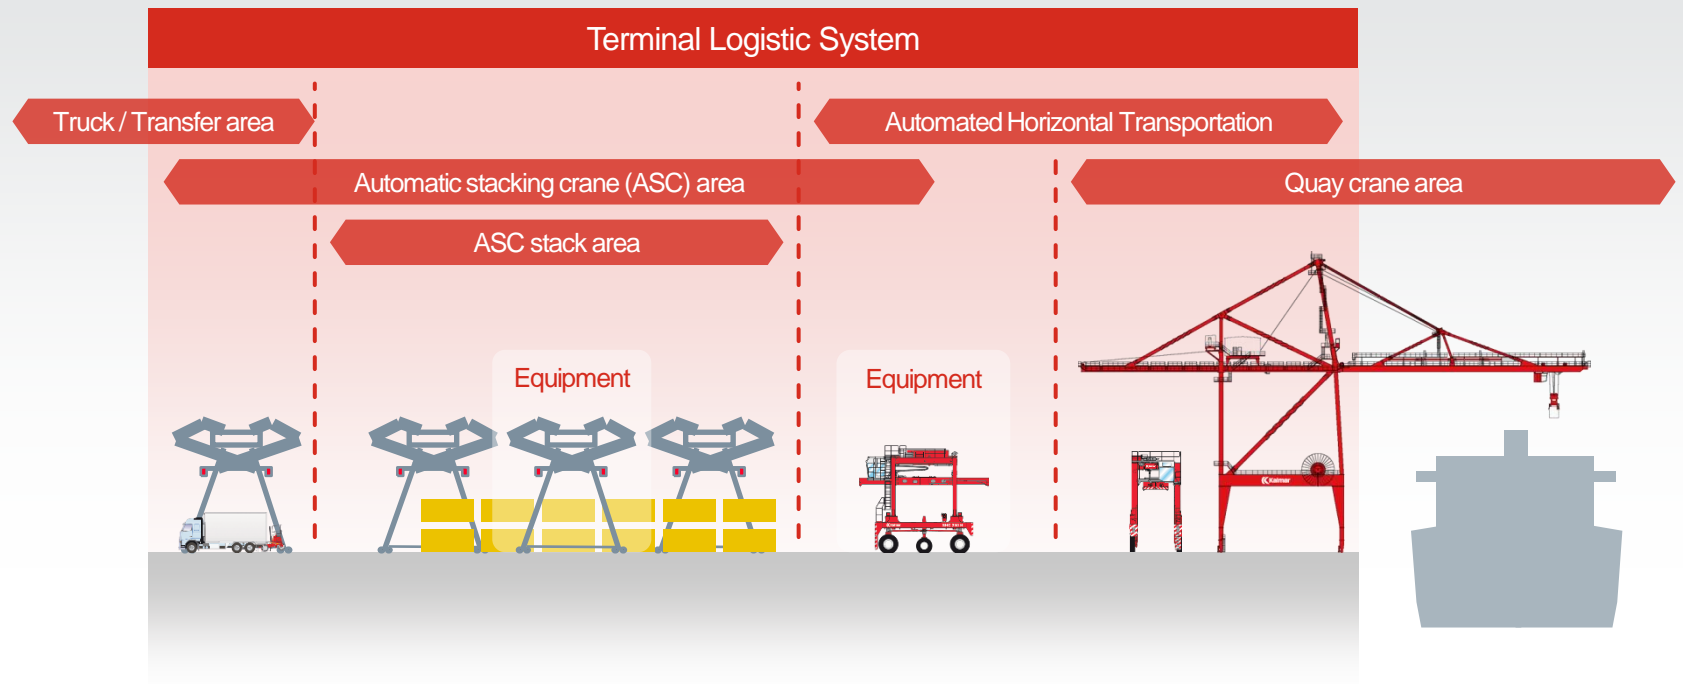 Terminal Logistic System
Truck / Transfer area
Automated Horizontal Transportation
Automatic stacking crane (ASC) area
Quay crane area
ASC stack area
Equipment
Equipment
Kalmar